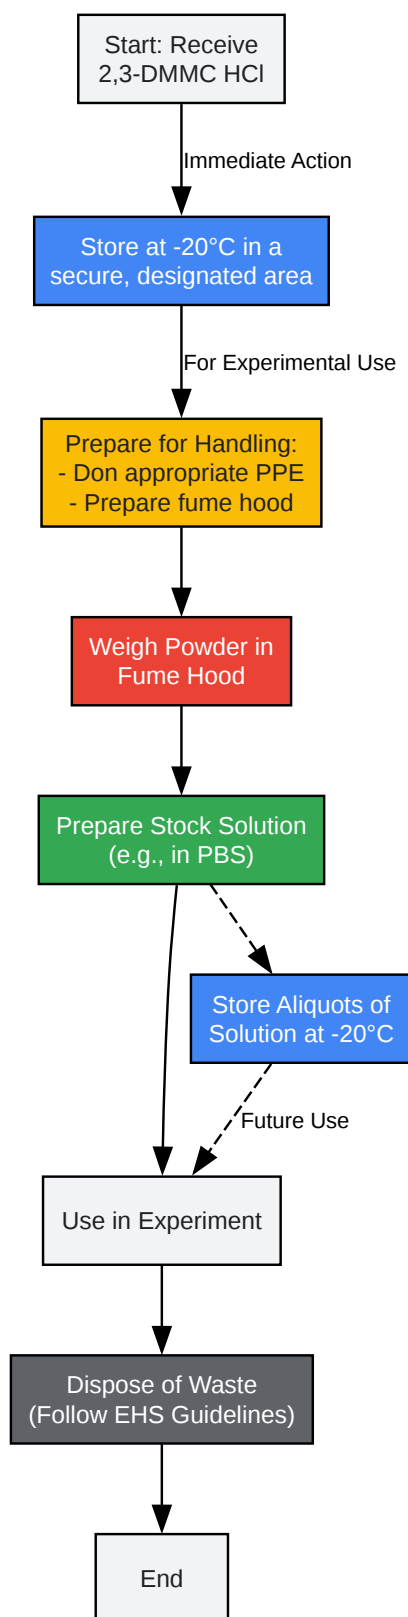 Start: Receive
2,3-DMMC HCl
Immediate Action
Store at -20°C in a
secure, designated area
For Experimental Use
Prepare for Handling:
- Don appropriate PPE
- Prepare fume hood
Weigh Powder in
Fume Hood
Prepare Stock Solution
(e.g., in PBS)
Store Aliquots of
Solution at -20°C
Future Use
Use in Experiment
Dispose of Waste
(Follow EHS Guidelines)
End